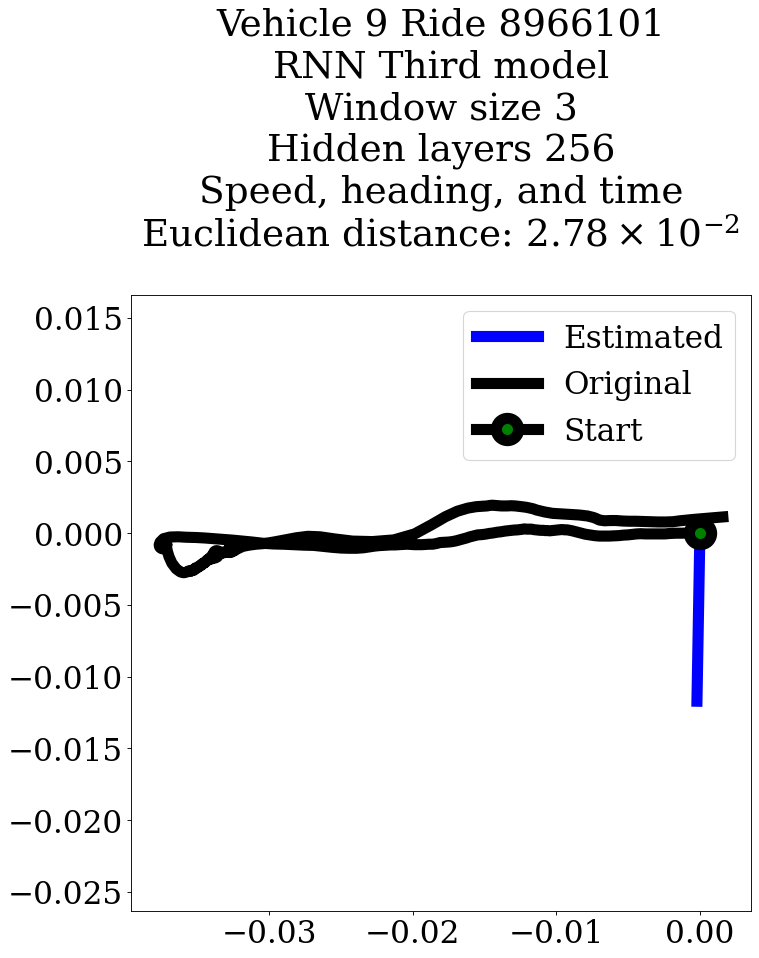 Vehicle 9 Ride 8966101
RNN Third model
Window size 3
Hidden layers 256
Speed, heading, and time
Euclidean distance: 2.78 × 10⁻²
Estimated
Original
Start
0.015
0.010
0.005
0.000
−0.005
−0.010
−0.015
−0.020
−0.025
−0.03
−0.02
−0.01
0.00